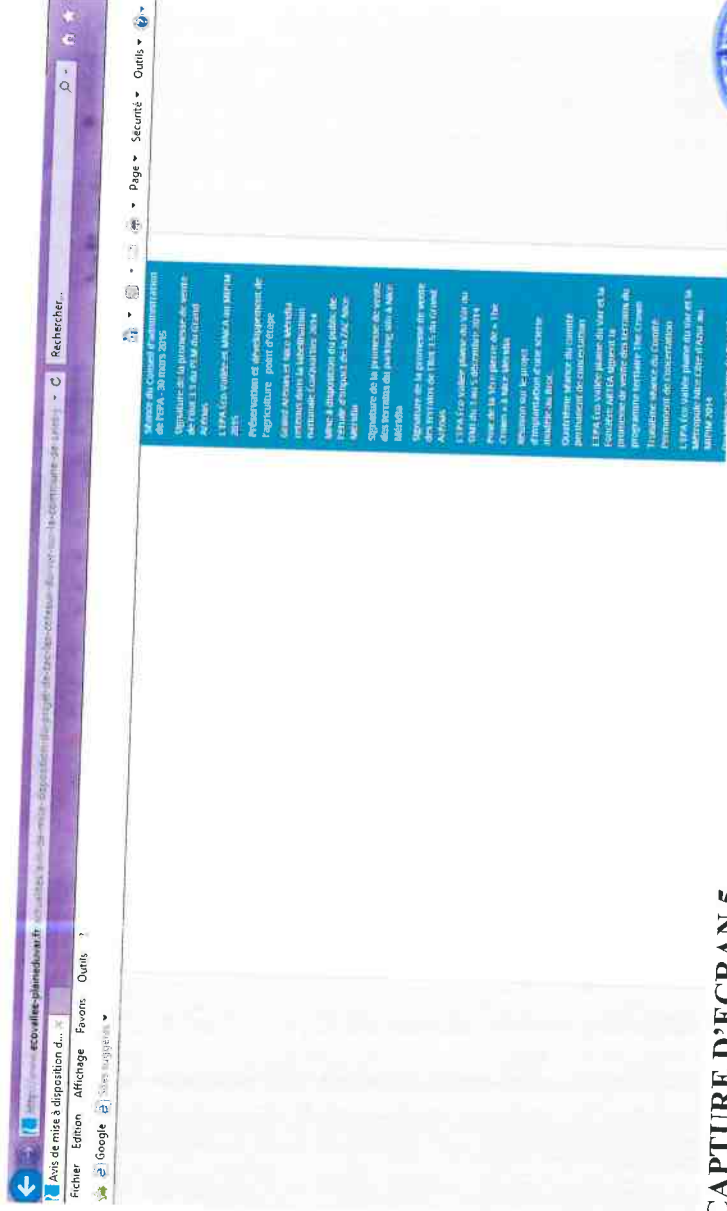 ecovallee-plaineduvar.fr
Rechercher...
Avis de mise à disposition d...
Fichier Edition Affichage Favoris Outils ?
Google Sites suggérés
Page Sécurité Outils
Séance du Conseil d'administration
de l'EPA - 30 mars 2015
Signature de la promesse de vente
de l'îlot 3.3 du PEM du Grand
Arénas
L'EPA Eco-Vallée et MNCA au MIPIM
2015
Préservation et développement de
l'agriculture point d'étape
Grand Arénas et Nice Méridia
retenus dans la labellisation
nationale EcoQuartier 2014
Mise à disposition du public de
l'étude d'impact de la ZAC Nice
Méridia
Signature de la promesse de vente
des terrains du parking silo à Nice
Méridia
Signature de la promesse de vente
des terrains de l'îlot 3.5 du Grand
Arénas
L'EPA Eco-vallée plaine du Var au
du 3 au 5 décembre 2014
Pose de la 1ère pierre de « The
Crown » à Nice Méridia
Réunion sur le projet
d'implantation d'une scierie
au Broc
Quatrième séance du comité
permanent de concertation
L'EPA Eco-vallée plaine du Var et la
société ARTEA signent la
promesse de vente des terrains du
programme tertiaire The Crown
Troisième séance du Comité
Permanent de Concertation
L'EPA Eco-vallée plaine du Var et la
Métropole Nice Côte d'Azur au
MIPIM 2014
CAPTURE D'ECRAN 5